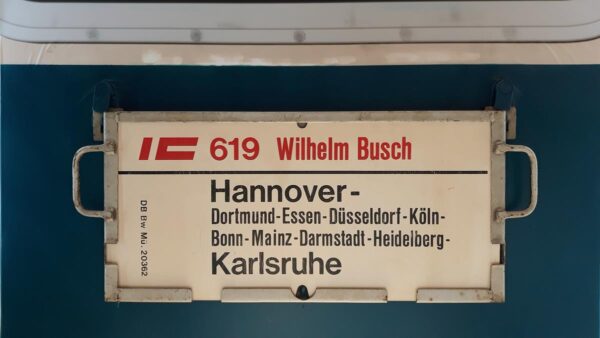 IC 619 Wilhelm Busch
Hannover-
Dortmund-Essen-Düsseldorf-Köln-
Bonn-Mainz-Darmstadt-Heidelberg-
Karlsruhe
DB Bw Mü. 20362